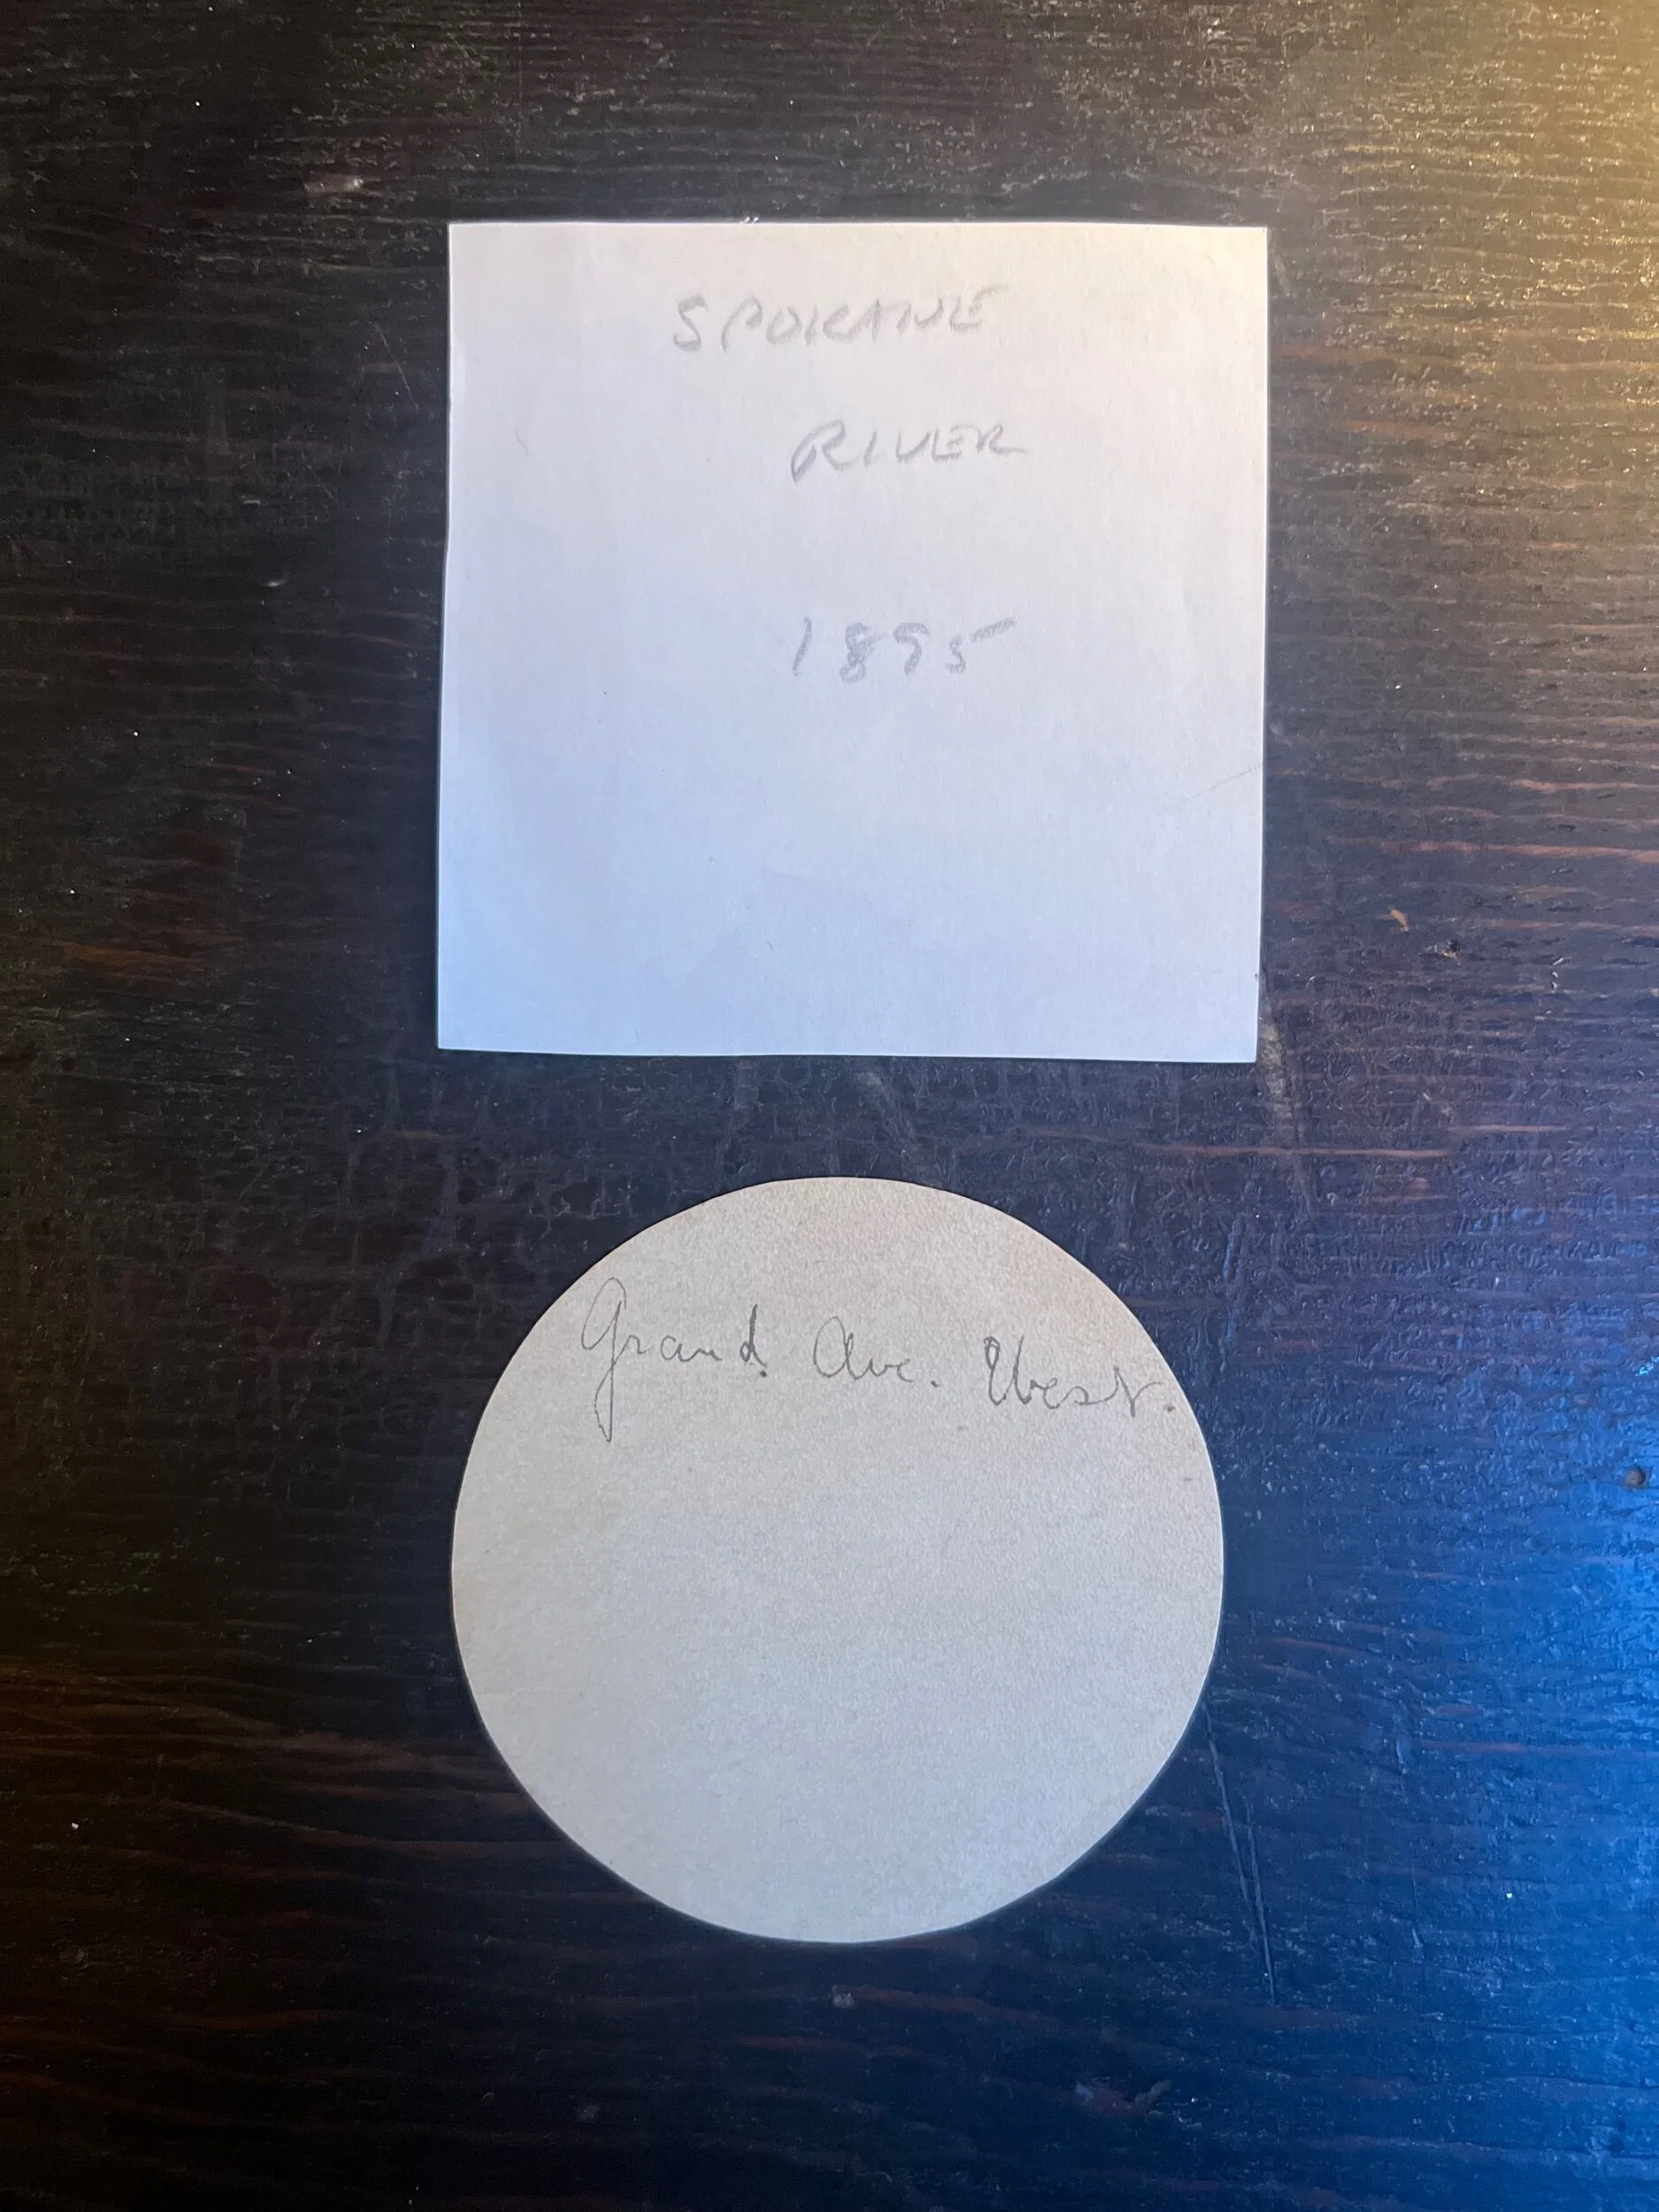 SPOKANE
RIVER
1895
Grand. Ave. West.